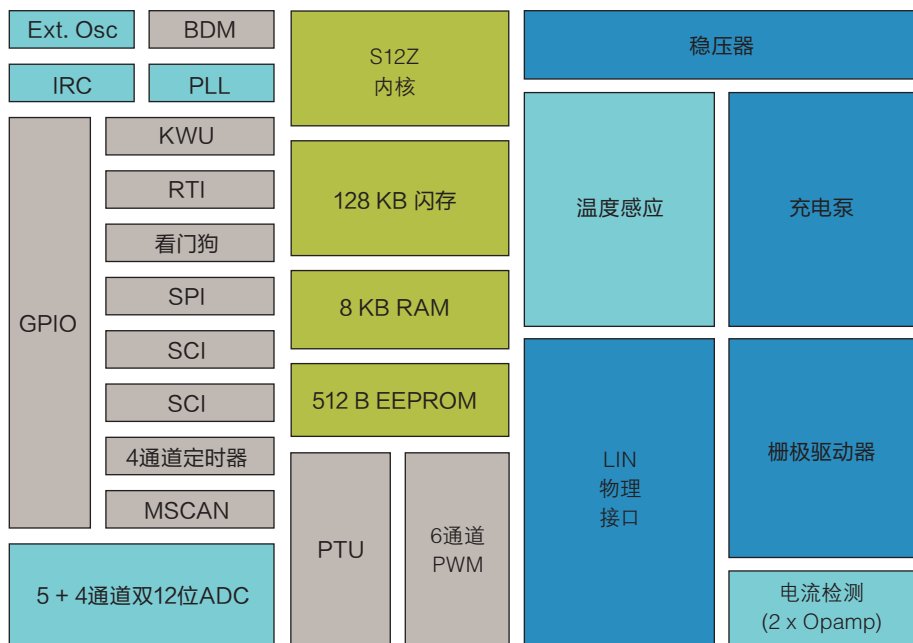 Ext. Osc
BDM
IRC
PLL
GPIO
KWU
RTI
看门狗
SPI
SCI
SCI
4通道定时器
MSCAN
5 + 4通道双12位ADC
S12Z
内核
128 KB 闪存
8 KB RAM
512 B EEPROM
PTU
6通道
PWM
稳压器
温度感应
充电泵
LIN
物理
接口
栅极驱动器
电流检测
(2 x Opamp)